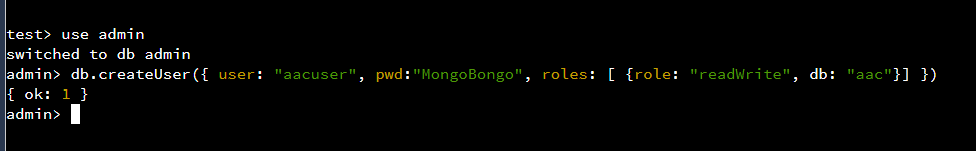 test> use admin
switched to db admin
admin> db.createUser({ user: "aacuser", pwd:"MongoBongo", roles: [ {role: "readWrite", db: "aac"}] })
{ ok: 1 }
admin>